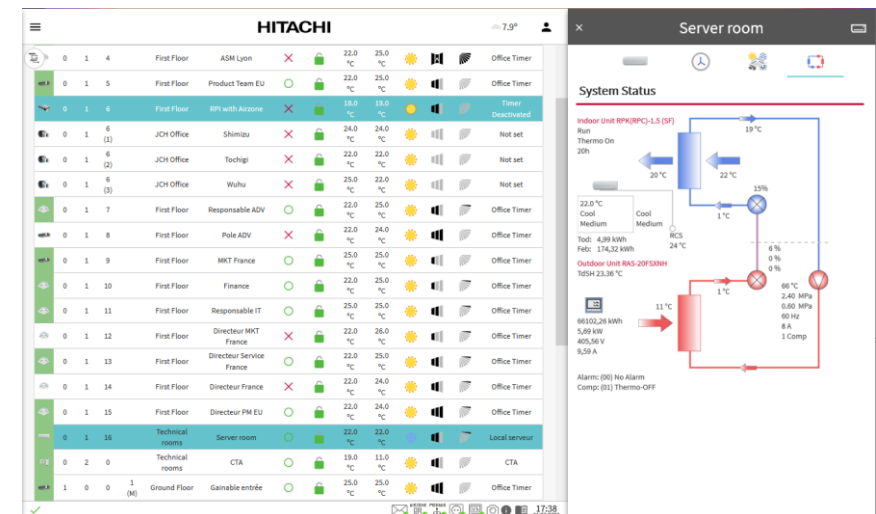 HITACHI
7.9°
0 1 4 First Floor ASM Lyon 22.0 °C 25.0 °C Office Timer
0 1 5 First Floor Product Team EU 22.0 °C 25.0 °C Office Timer
0 1 6 First Floor RPI with Airzone 18.0 °C 19.0 °C Timer Deactivated
0 1 6 (1) JCH Office Shimizu 24.0 °C 24.0 °C Not set
0 1 6 (2) JCH Office Tochigi 22.0 °C 22.0 °C Not set
0 1 6 (3) JCH Office Wuhu 25.0 °C 22.0 °C Not set
0 1 7 First Floor Responsable ADV 22.0 °C 25.0 °C Office Timer
0 1 8 First Floor Pole ADV 22.0 °C 24.0 °C Office Timer
0 1 9 First Floor MKT France 25.0 °C 25.0 °C Office Timer
0 1 10 First Floor Finance 22.0 °C 25.0 °C Office Timer
0 1 11 First Floor Responsable IT 25.0 °C 25.0 °C Office Timer
0 1 12 First Floor Directeur MKT France 22.0 °C 26.0 °C Office Timer
0 1 13 First Floor Directeur Service France 22.0 °C 25.0 °C Office Timer
0 1 14 First Floor Directeur France 22.0 °C 24.0 °C Office Timer
0 1 15 First Floor Directeur PM EU 22.0 °C 24.0 °C Office Timer
0 1 16 Technical rooms Server room 22.0 °C 22.0 °C Local serveur
0 2 0 Technical rooms CTA 19.0 °C 11.0 °C CTA
1 0 0 1 (M) Ground Floor Gainable entrée 25.0 °C 25.0 °C Office Timer
17:38
× Server room
System Status
Indoor Unit RPK(RPC)-1.5 (SF)
Run
Thermo On
20h
19 °C
20 °C 22 °C
15%
22.0 °C
Cool Cool
Medium Medium
1 °C
RCS
24 °C
Tod: 4,99 kWh
Feb: 174,32 kWh
6 %
0 %
0 %
Outdoor Unit RAS-20FSXNH
TdSH 23.36 °C
1 °C
66 °C
2,40 MPa
0,60 MPa
60 Hz
8 A
1 Comp
11 °C
66102,26 kWh
5,69 kW
405,56 V
9,59 A
Alarm: (00) No Alarm
Comp: (01) Thermo-OFF